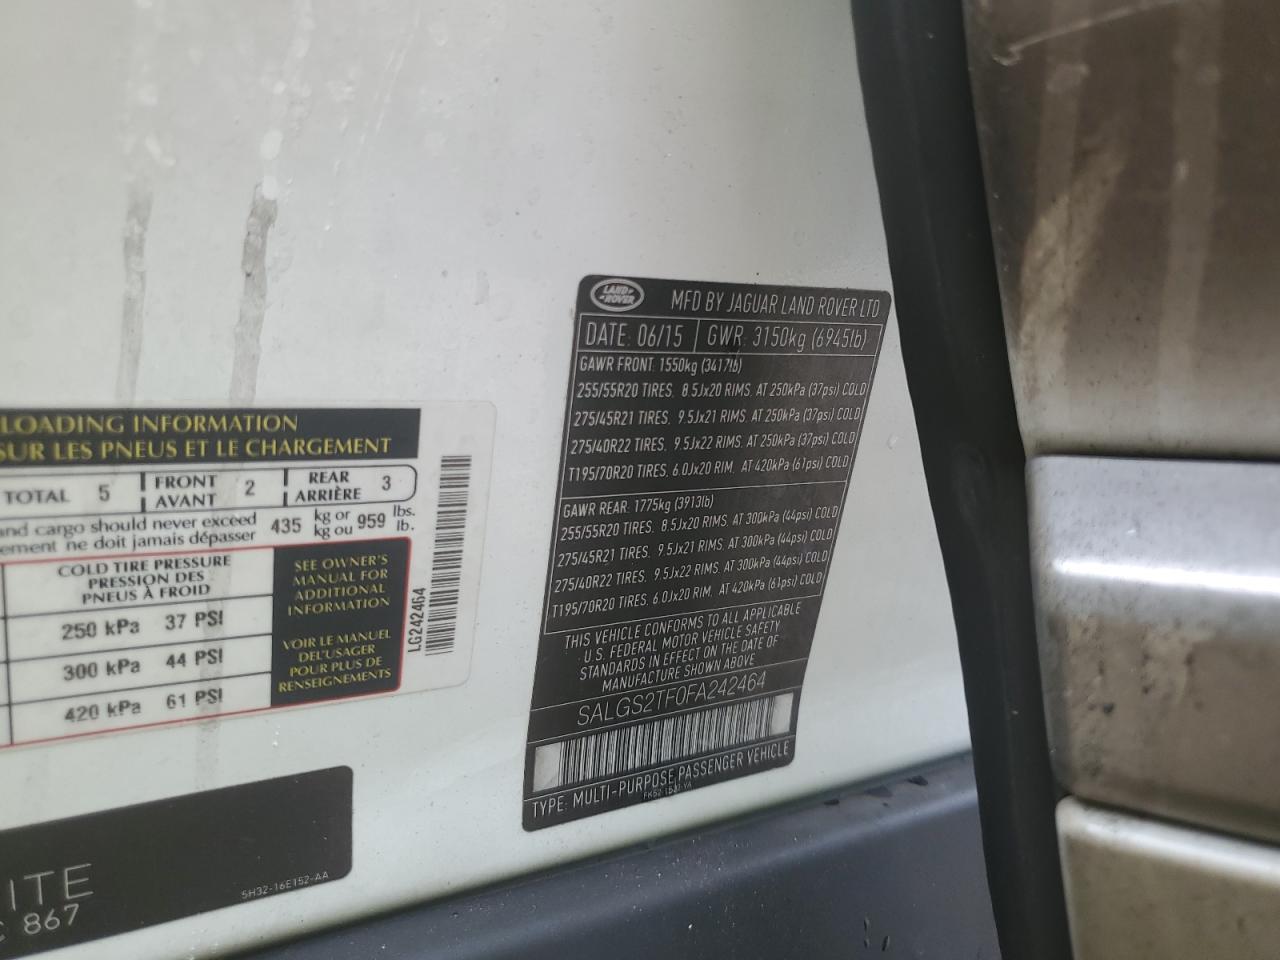 LOADING INFORMATION
SUR LES PNEUS ET LE CHARGEMENT
TOTAL 5 FRONT AVANT 2 REAR ARRIÈRE 3
and cargo should never exceed 435 kg or 959 lbs.
ement ne doit jamais dépasser kg ou lb.
COLD TIRE PRESSURE
PRESSION DES
PNEUS À FROID
250 kPa 37 PSI
300 kPa 44 PSI
420 kPa 61 PSI
SEE OWNER'S
MANUAL FOR
ADDITIONAL
INFORMATION
VOIR LE MANUEL
DEL'USAGER
POUR PLUS DE
RENSEIGNEMENTS
LG242464
ITE
C 867
5H32-16E152-AA
LAND-
-ROVER
MFD BY JAGUAR LAND ROVER LTD
DATE: 06/15 GWR: 3150kg (6945lb)
GAWR FRONT: 1550kg (3417lb)
255/55R20 TIRES, 8.5Jx20 RIMS, AT 250kPa (37psi) COLD
275/45R21 TIRES, 9.5Jx21 RIMS, AT 250kPa (37psi) COLD
275/40R22 TIRES, 9.5Jx22 RIMS, AT 250kPa (37psi) COLD
T195/70R20 TIRES, 6.0Jx20 RIM, AT 420kPa (61psi) COLD
GAWR REAR: 1775kg (3913lb)
255/55R20 TIRES, 8.5Jx20 RIMS, AT 300kPa (44psi) COLD
275/45R21 TIRES, 9.5Jx21 RIMS, AT 300kPa (44psi) COLD
275/40R22 TIRES, 9.5Jx22 RIMS, AT 300kPa (44psi) COLD
T195/70R20 TIRES, 6.0Jx20 RIM, AT 420kPa (61psi) COLD
THIS VEHICLE CONFORMS TO ALL APPLICABLE
U.S. FEDERAL MOTOR VEHICLE SAFETY
STANDARDS IN EFFECT ON THE DATE OF
MANUFACTURE SHOWN ABOVE
SALGS2TF0FA242464
TYPE: MULTI-PURPOSE PASSENGER VEHICLE